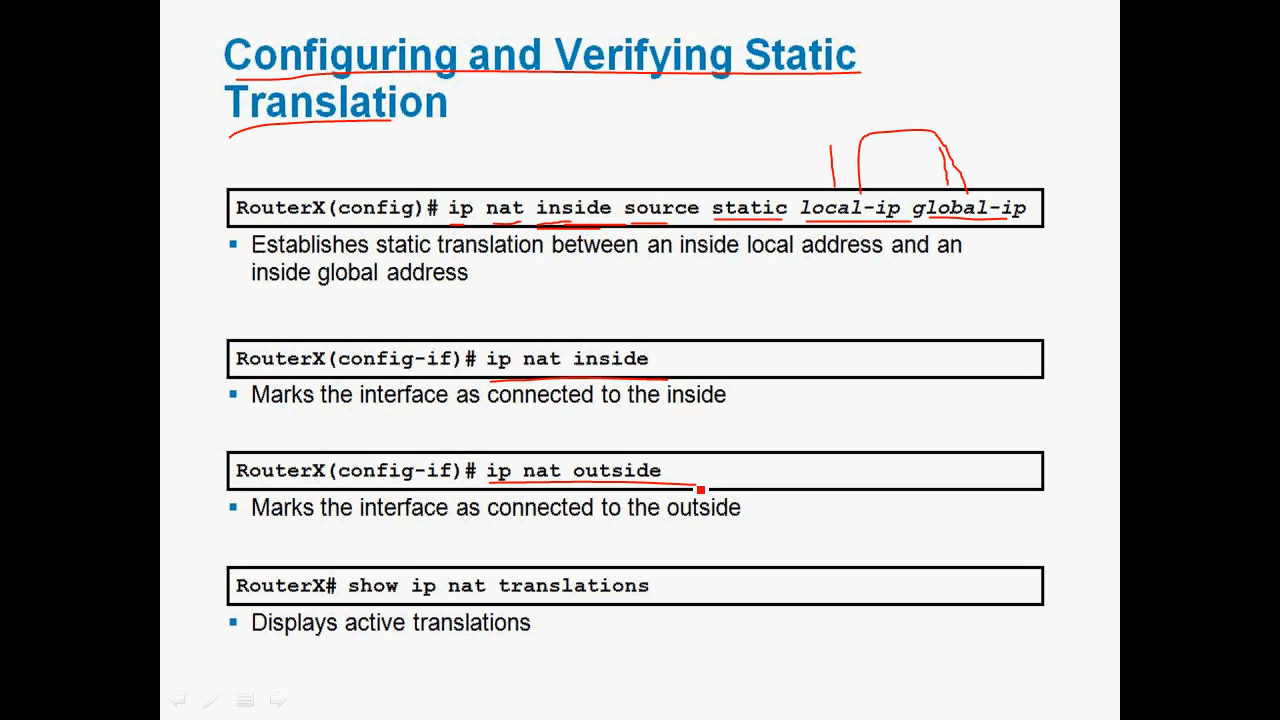 Configuring and Verifying Static
Translation
RouterX(config)# ip nat inside source static local-ip global-ip
Establishes static translation between an inside local address and an
inside global address
RouterX(config-if)# ip nat inside
Marks the interface as connected to the inside
RouterX(config-if)# ip nat outside
Marks the interface as connected to the outside
RouterX# show ip nat translations
Displays active translations